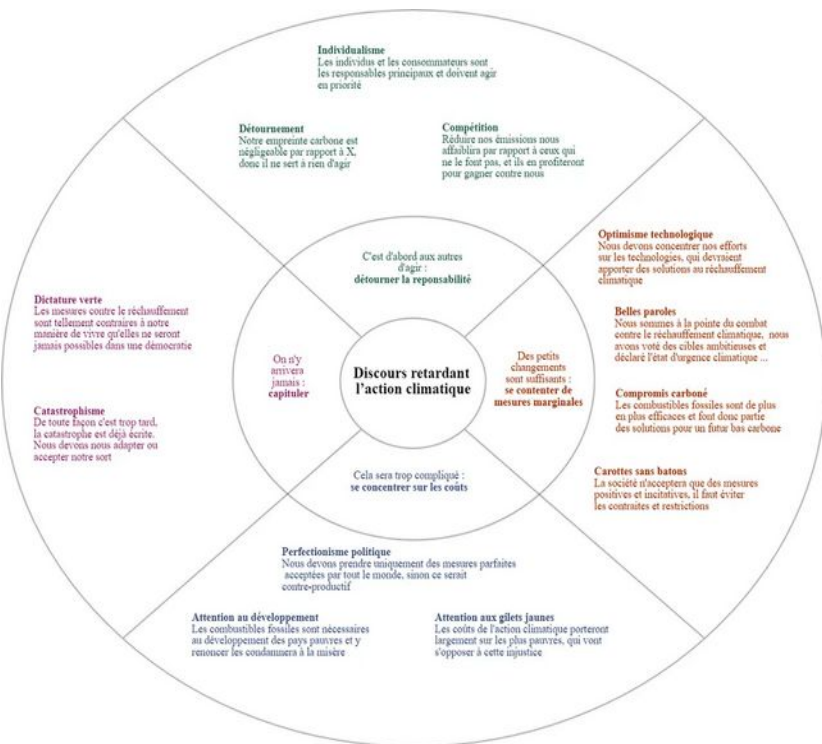 Individualisme
Les individus et les consommateurs sont
les responsables principaux et doivent agir
en priorité
Détournement
Notre empreinte carbone est
négligeable par rapport à X,
donc il ne sert à rien d'agir
Compétition
Réduire nos émissions nous
affaiblira par rapport à ceux qui
ne le font pas, et ils en profiteront
pour gagner contre nous
C'est d'abord aux autres
d'agir :
détourner la reponsabilité
Optimisme technologique
Nous devons concentrer nos efforts
sur les technologies, qui devraient
apporter des solutions au réchauffement
climatique
Belles paroles
Nous sommes à la pointe du combat
contre le réchauffement climatique, nous
avons voté des cibles ambitieuses et
déclaré l'état d'urgence climatique ...
Compromis carboné
Les combustibles fossiles sont de plus
en plus efficaces et font donc partie
des solutions pour un futur bas carbone
Carottes sans batons
La société n'acceptera que des mesures
positives et incitatives, il faut éviter
les contraites et restrictions
Des petits
changements
sont suffisants :
se contenter de
mesures marginales
Discours retardant
l'action climatique
On n'y
arrivera
jamais :
capituler
Dictature verte
Les mesures contre le réchauffement
sont tellement contraires à notre
manière de vivre qu'elles ne seront
jamais possibles dans une démocratie
Catastrophisme
De toute façon c'est trop tard,
la catastrophe est déjà écrite.
Nous devons nous adapter ou
accepter notre sort
Cela sera trop compliqué :
se concentrer sur les coûts
Perfectionisme politique
Nous devons prendre uniquement des mesures parfaites
acceptées par tout le monde, sinon ce serait
contre-productif
Attention au développement
Les combustibles fossiles sont nécessaires
au développement des pays pauvres et y
renoncer les condamnera à la misère
Attention aux gilets jaunes
Les coûts de l'action climatique porteront
largement sur les plus pauvres, qui vont
s'opposer à cette injustice